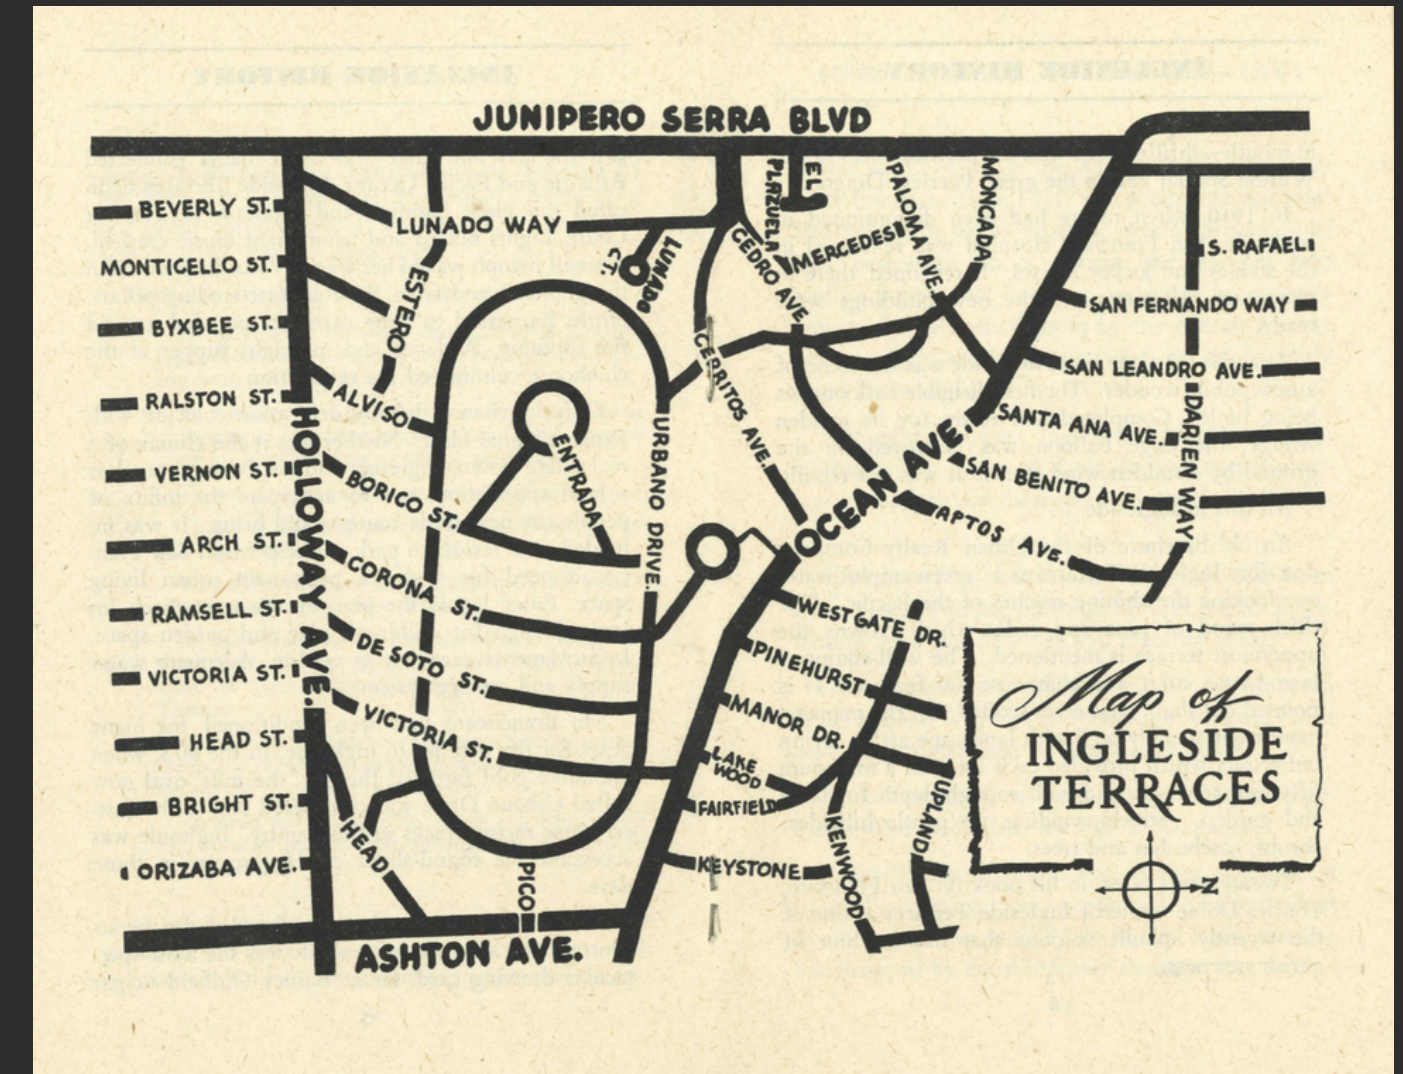 JUNIPERO SERRA BLVD
BEVERLY ST.
MONTICELLO ST.
BYXBEE ST.
RALSTON ST.
VERNON ST.
ARCH ST.
RAMSELL ST.
VICTORIA ST.
HEAD ST.
BRIGHT ST.
ORIZABA AVE.
HOLLOWAY AVE.
LUNADO WAY
LUNADO
CT.
ESTERO
ALVISO
BORICO ST.
CORONA ST.
DE SOTO ST.
VICTORIA ST.
HEAD
PICO
ENTRADA
URBANO DRIVE.
CERRITOS AVE.
CEDRO AVE
EL
PLAZUELA
MERCEDES
PALOMA AVE
MONCADA
OCEAN AVE.
S. RAFAEL
SAN FERNANDO WAY
SAN LEANDRO AVE.
SANTA ANA AVE.
SAN BENITO AVE.
APTOS AVE.
DARIEN WAY
WESTGATE DR.
PINEHURST
MANOR DR.
LAKE
WOOD
FAIRFIELD
KEYSTONE
KENWOOD
UPLAND
ASHTON AVE.
Map of
INGLESIDE
TERRACES
N